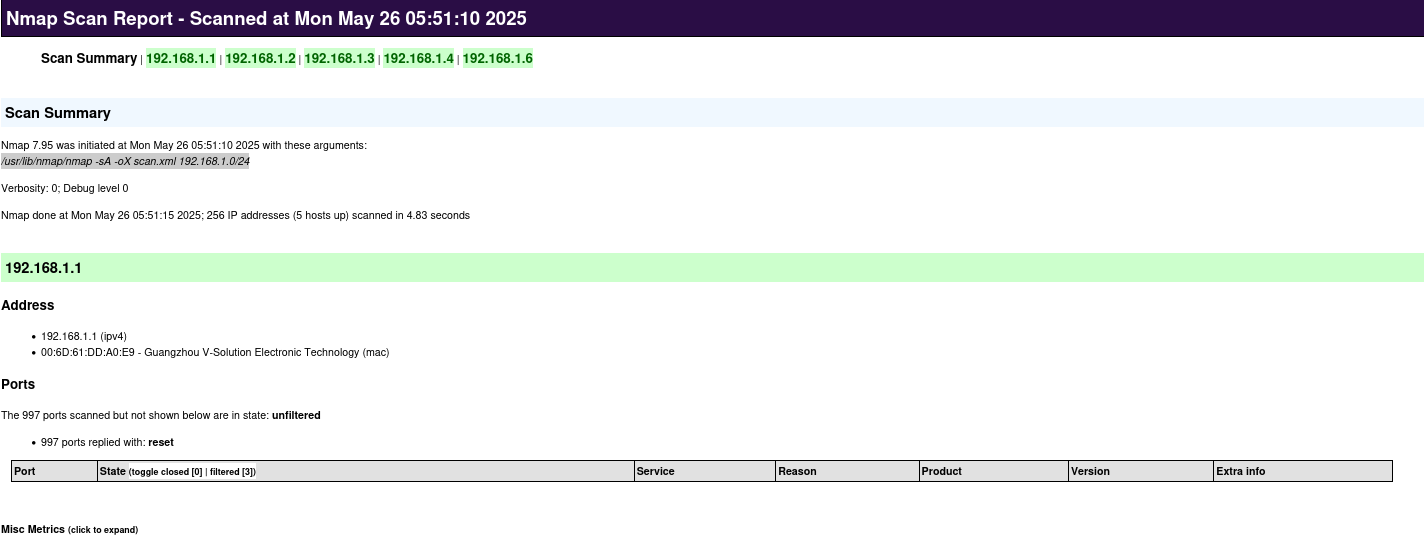 Nmap Scan Report - Scanned at Mon May 26 05:51:10 2025
Scan Summary | 192.168.1.1 | 192.168.1.2 | 192.168.1.3 | 192.168.1.4 | 192.168.1.6
Scan Summary
Nmap 7.95 was initiated at Mon May 26 05:51:10 2025 with these arguments:
/usr/lib/nmap/nmap -sA -oX scan.xml 192.168.1.0/24
Verbosity: 0; Debug level 0
Nmap done at Mon May 26 05:51:15 2025; 256 IP addresses (5 hosts up) scanned in 4.83 seconds
192.168.1.1
Address
• 192.168.1.1 (ipv4)
• 00:6D:61:DD:A0:E9 - Guangzhou V-Solution Electronic Technology (mac)
Ports
The 997 ports scanned but not shown below are in state: unfiltered
• 997 ports replied with: reset
Port State (toggle closed [0] | filtered [3]) Service Reason Product Version Extra info
Misc Metrics (click to expand)